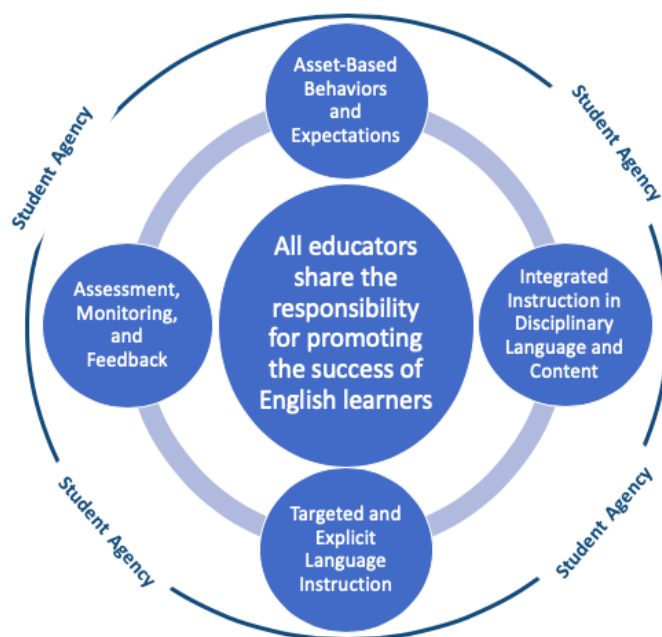 Asset-Based
Behaviors
and
Expectations
Student Agency
Student Agency
All educators
share the
responsibility
for promoting
the success of
English learners
Assessment,
Monitoring,
and
Feedback
Integrated
Instruction in
Disciplinary
Language and
Content
Student Agency
Student Agency
Targeted and
Explicit
Language
Instruction